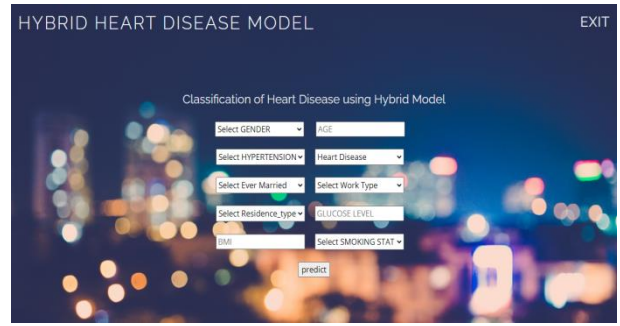 HYBRID HEART DISEASE MODEL EXIT
Classification of Heart Disease using Hybrid Model
Select GENDER AGE
Select HYPERTENSION Heart Disease
Select Ever Married Select Work Type
Select Residence_type GLUCOSE LEVEL
BMI Select SMOKING STAT
predict